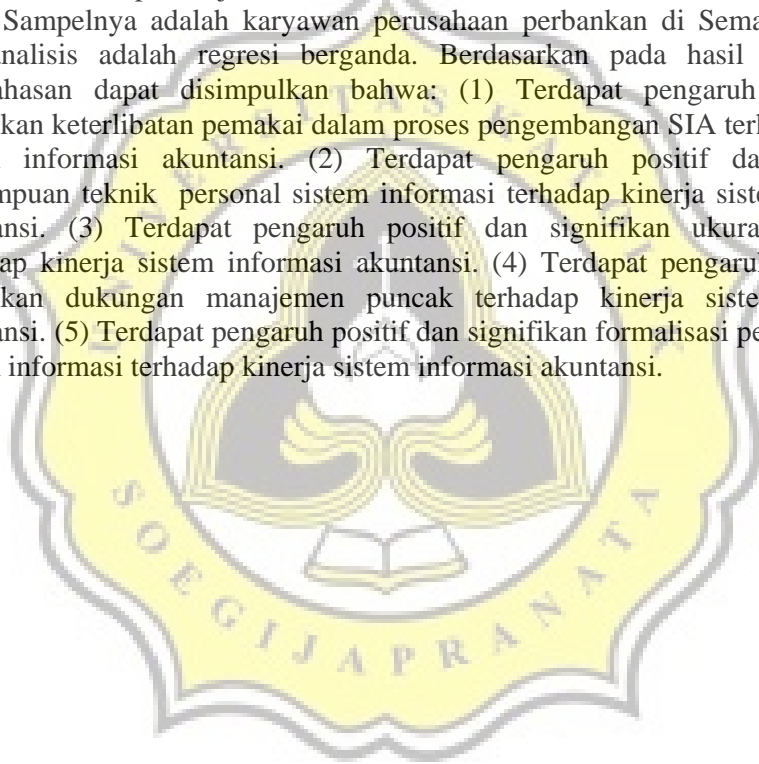 Sampelnya adalah karyawan perusahaan perbankan di Sema
nalisis adalah regresi berganda. Berdasarkan pada hasil
ahasan dapat disimpulkan bahwa: (1) Terdapat pengaruh
kan keterlibatan pemakai dalam proses pengembangan SIA terl
informasi akuntansi. (2) Terdapat pengaruh positif da
mpuan teknik personal sistem informasi terhadap kinerja siste
ansi. (3) Terdapat pengaruh positif dan signifikan ukura
ap kinerja sistem informasi akuntansi. (4) Terdapat pengaru
kan dukungan manajemen puncak terhadap kinerja siste
ansi. (5) Terdapat pengaruh positif dan signifikan formalisasi pe
informasi terhadap kinerja sistem informasi akuntansi.
SOEGIJAPRANATA